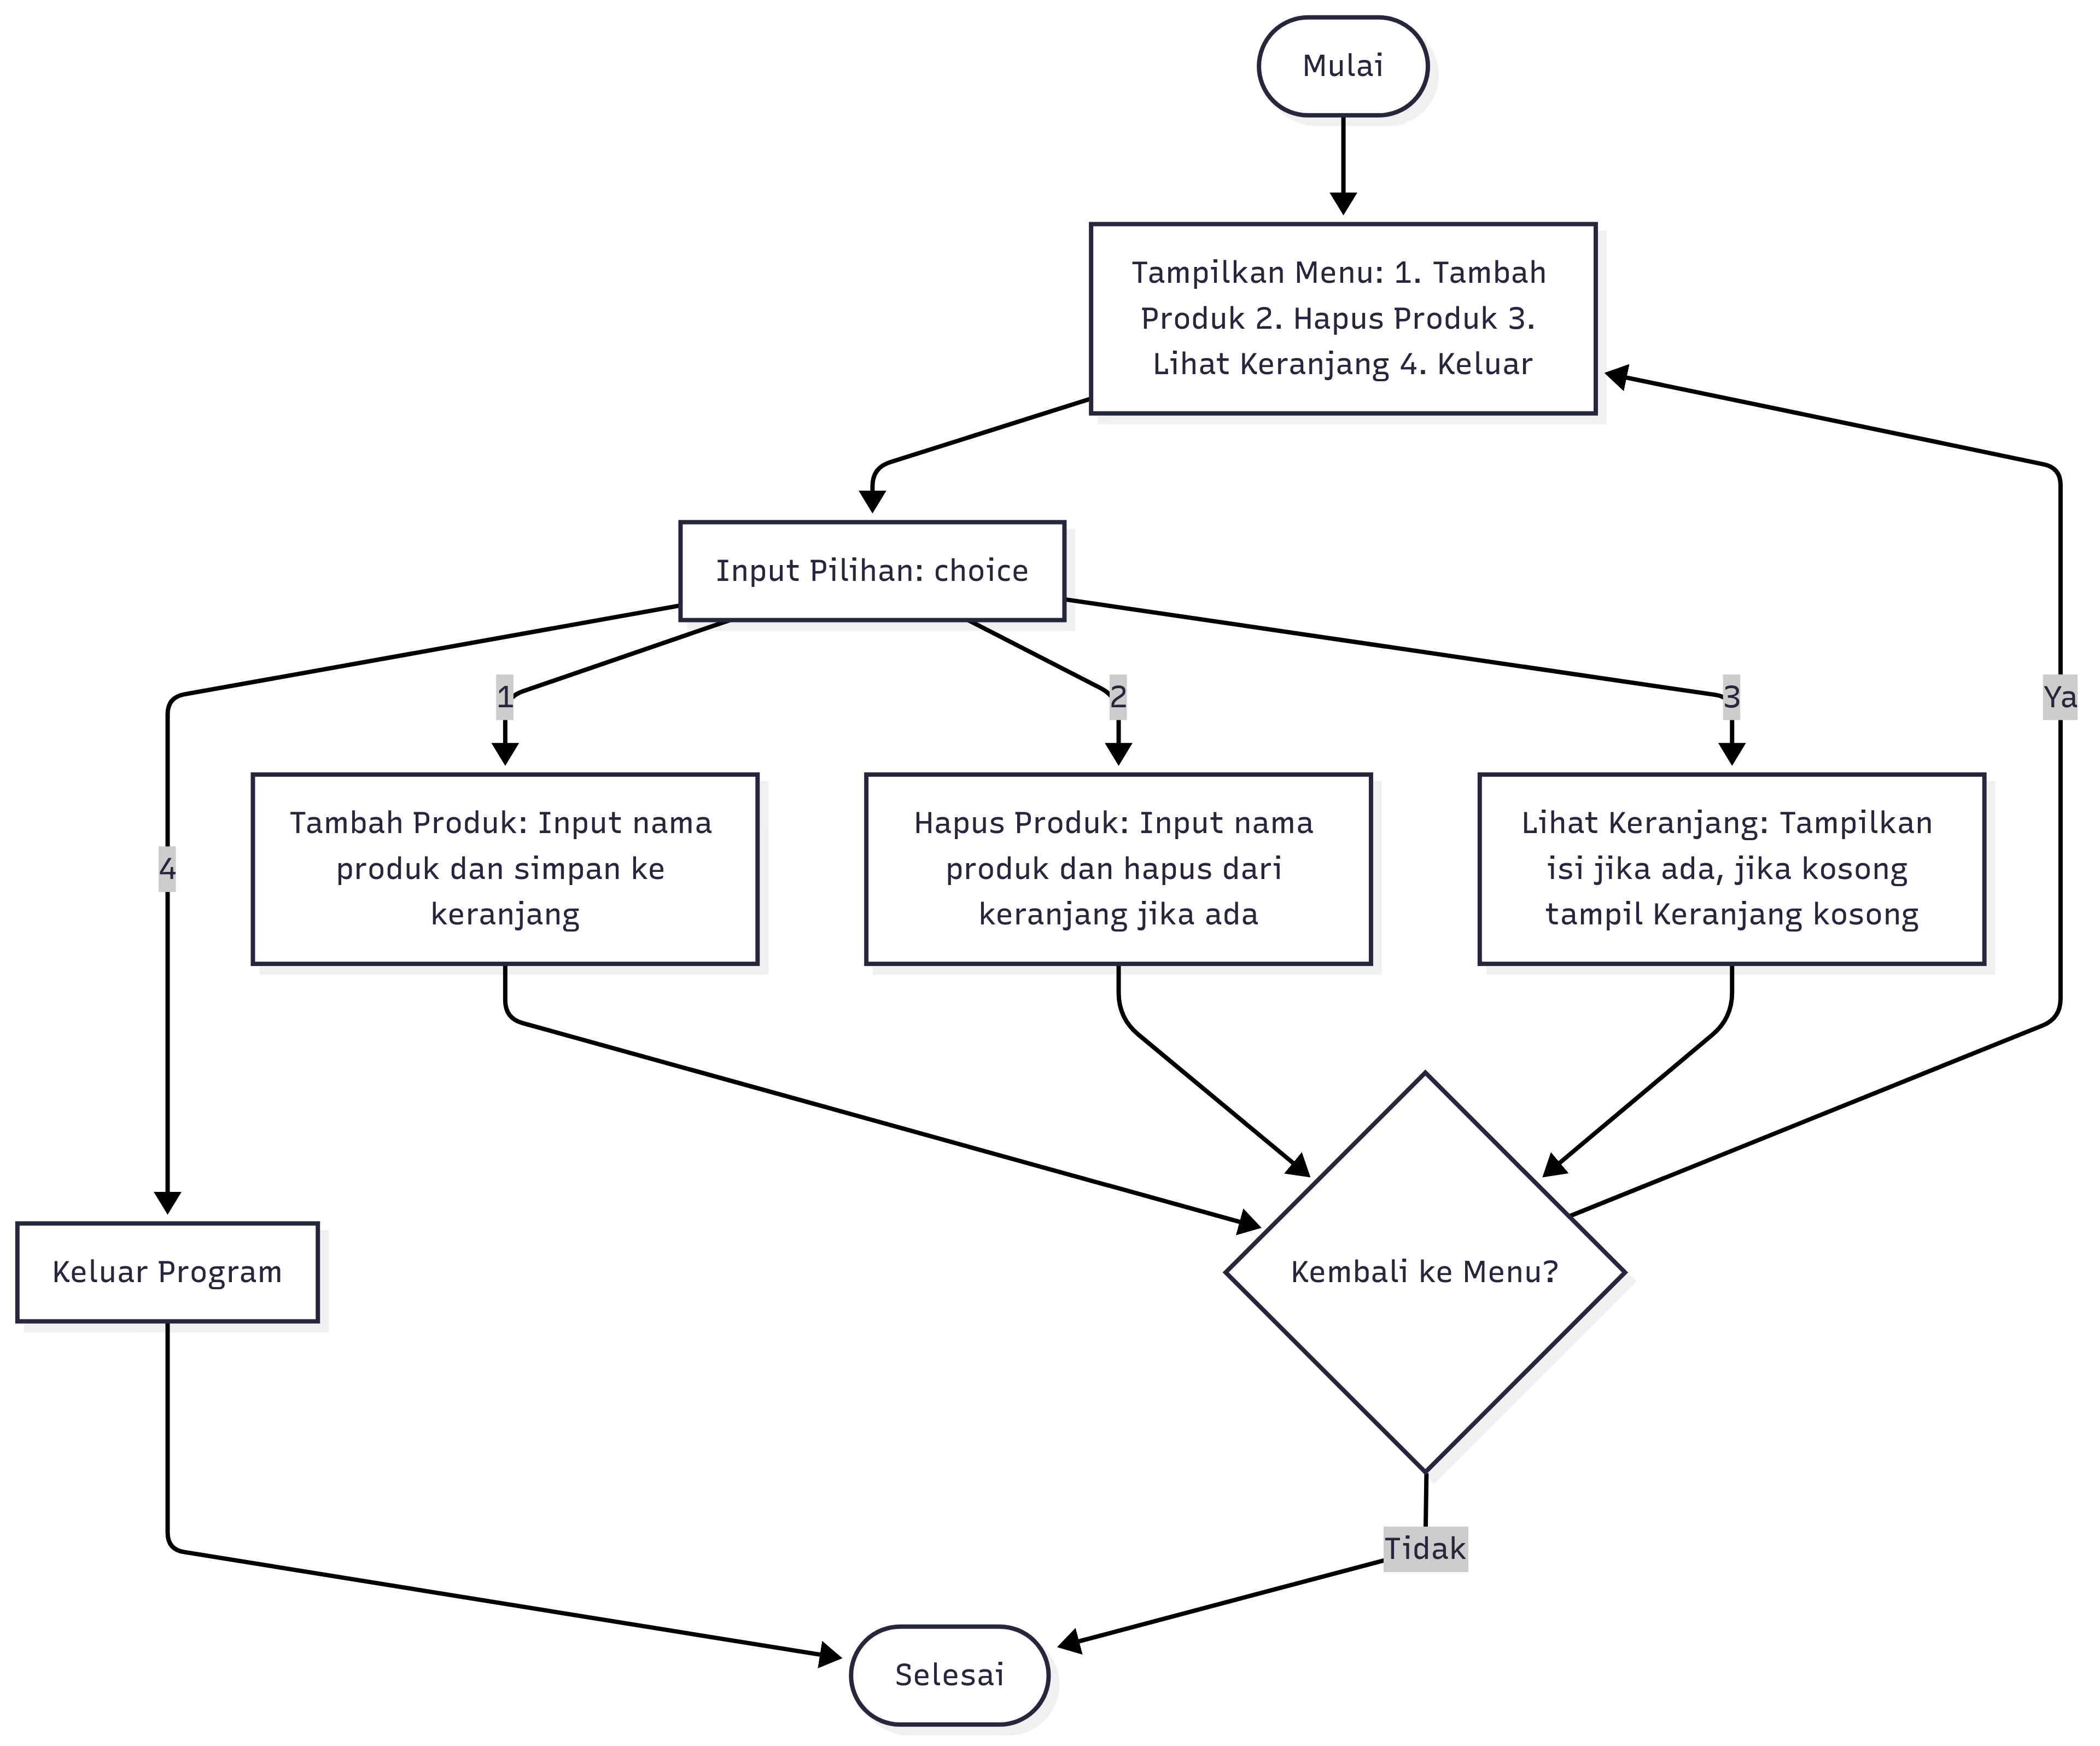 Mulai
Tampilkan Menu: 1. Tambah
Produk 2. Hapus Produk 3.
Lihat Keranjang 4. Keluar
Input Pilihan: choice
1
2
3
Ya
4
Tambah Produk: Input nama
produk dan simpan ke
keranjang
Hapus Produk: Input nama
produk dan hapus dari
keranjang jika ada
Lihat Keranjang: Tampilkan
isi jika ada, jika kosong
tampil Keranjang kosong
Keluar Program
Kembali ke Menu?
Tidak
Selesai